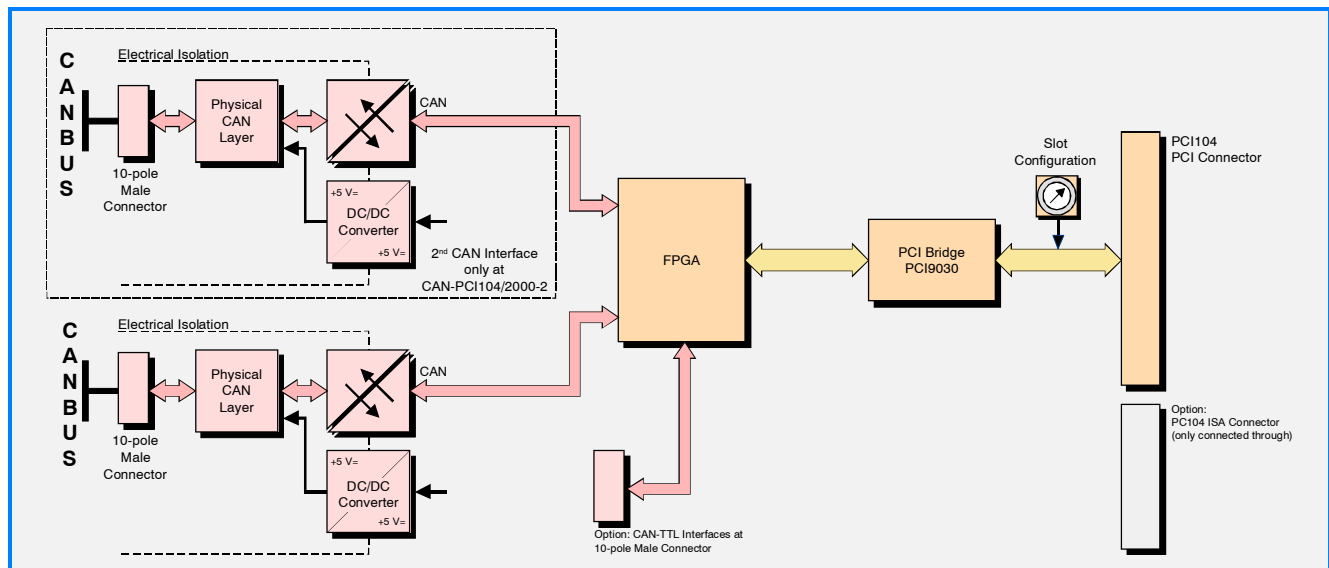 CANBUS
Electrical Isolation
10-pole
Male
Connector
Physical
CAN
Layer
CAN
+5 V=
DC/DC
Converter
+5 V=
2nd CAN Interface
only at
CAN-PCI104/2000-2
CANBUS
Electrical Isolation
10-pole
Male
Connector
Physical
CAN
Layer
CAN
+5 V=
DC/DC
Converter
+5 V=
FPGA
Option: CAN-TTL Interfaces at
10-pole Male Connector
PCI Bridge
PCI9030
Slot
Configuration
PCI104
PCI Connector
Option:
PC104 ISA Connector
(only connected through)